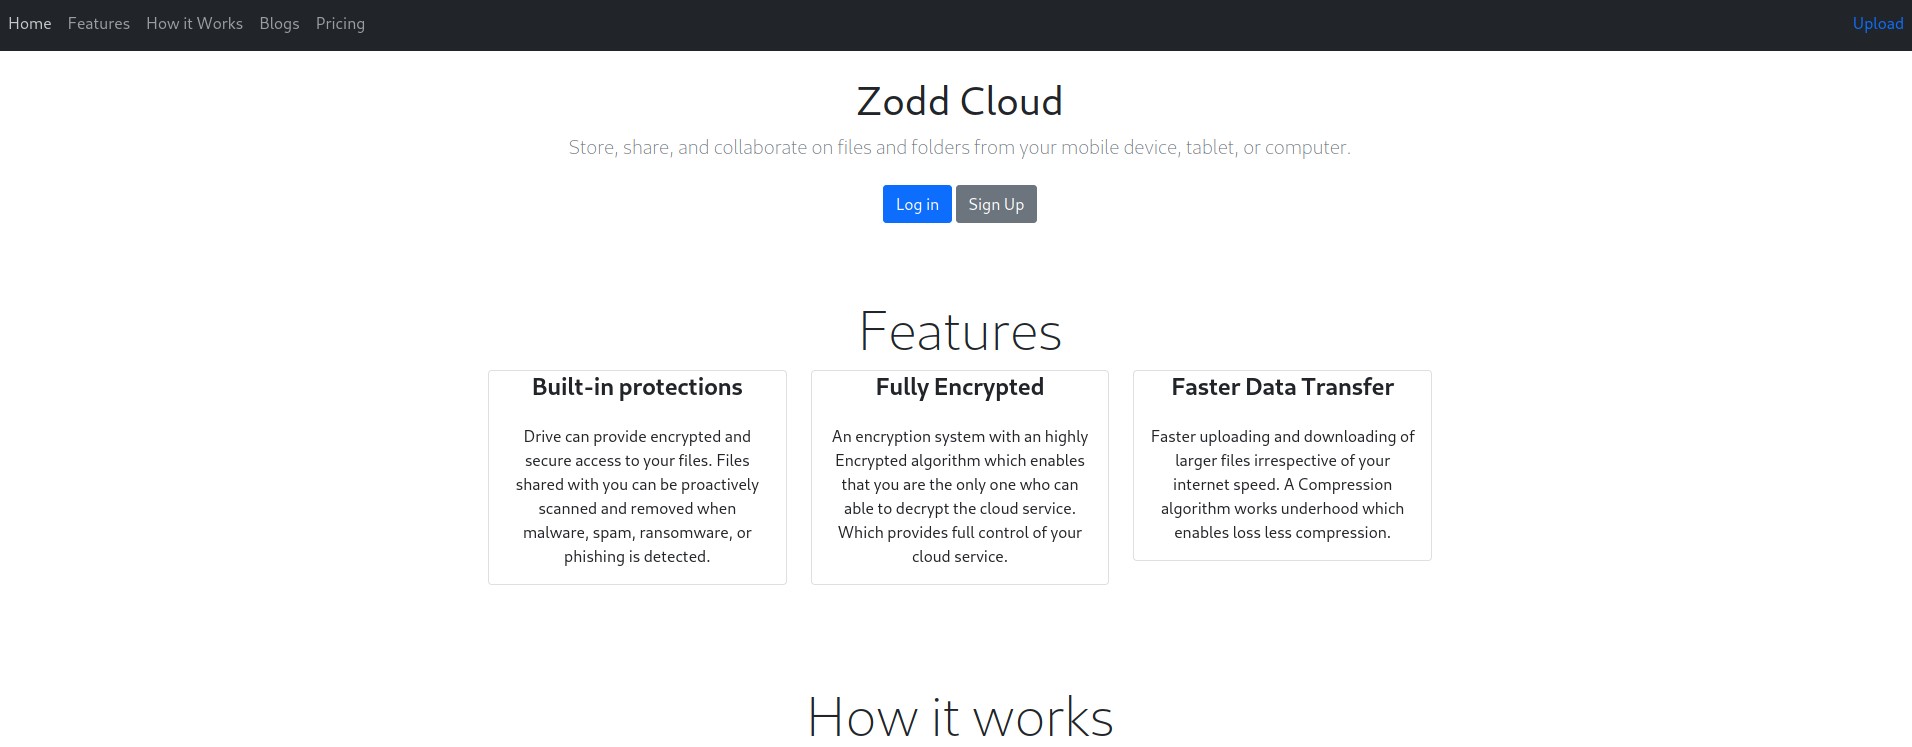 Home Features How it Works Blogs Pricing Upload
Zodd Cloud
Store, share, and collaborate on files and folders from your mobile device, tablet, or computer.
Log in Sign Up
Features
Built-in protections
Drive can provide encrypted and
secure access to your files. Files
shared with you can be proactively
scanned and removed when
malware, spam, ransomware, or
phishing is detected.
Fully Encrypted
An encryption system with an highly
Encrypted algorithm which enables
that you are the only one who can
able to decrypt the cloud service.
Which provides full control of your
cloud service.
Faster Data Transfer
Faster uploading and downloading of
larger files irrespective of your
internet speed. A Compression
algorithm works underhood which
enables loss less compression.
How it works